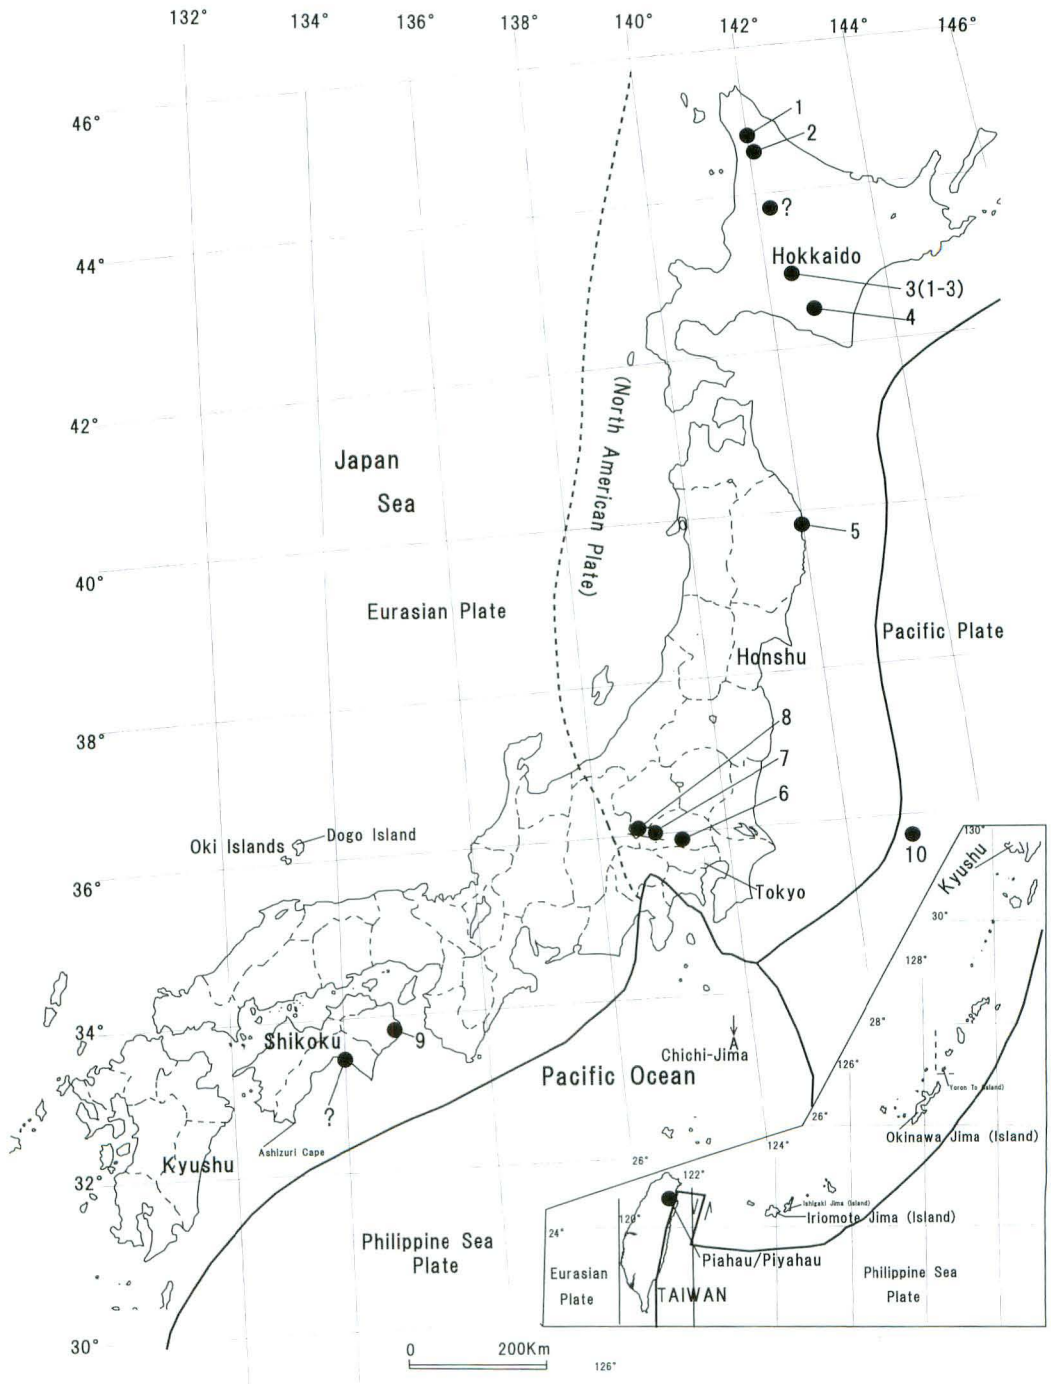 132° 134° 136° 138° 140° 142° 144° 146°
46°
1
2
?
Hokkaido
44°
3(1-3)
4
(North American Plate)
42°
Japan
Sea
5
40°
Eurasian Plate
Pacific Plate
Honshu
38°
8
7
6
Oki Islands
Dogo Island
10
130°
Kyushu
36°
Tokyo
30°
128°
34°
Shikoku
9
28°
A
Chichi-Jima
126°
Pacific Ocean
?
26°
Okinawa Jima (Island)
Ashizuri Cape
124°
Kyushu
26°
32°
122°
Ishigaki Jima (Island)
Iriomote Jima (Island)
120°
24°
Philippine Sea
Plate
Piahau/Piyahau
Eurasian
Plate
Philippine Sea
Plate
TAIWAN
30°
0 200Km
126°